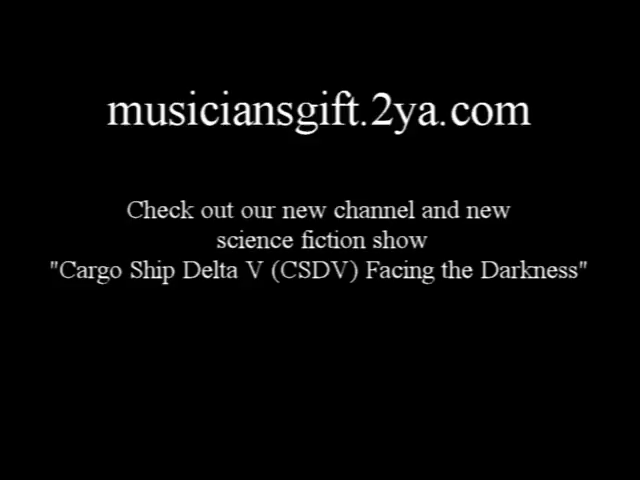 musiciansgift.2ya.com
Check out our new channel and new
science fiction show
"Cargo Ship Delta V (CSDV) Facing the Darkness"